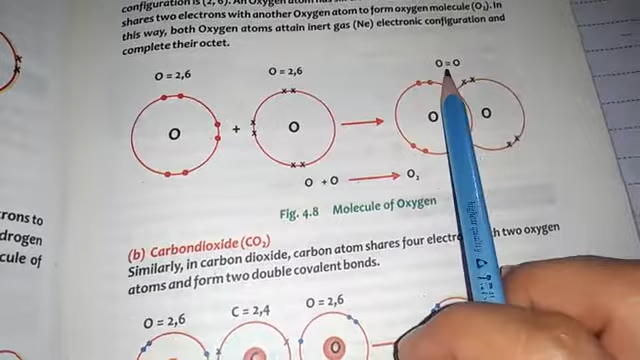 configuration is (2, 6). An Oxygen atom
shares two electrons with another Oxygen atom to form oxygen molecule (O₂). In
this way, both Oxygen atoms attain inert gas (Ne) electronic configuration and
complete their octet.
O = 2,6
O = 2,6
O = O
O
+
O
O
O
O + O
O₂
Fig. 4.8 Molecule of Oxygen
(b) Carbondioxide (CO₂)
Similarly, in carbon dioxide, carbon atom shares four two oxygen
atoms and form two double covalent bonds.
O = 2,6
C = 2,4
O = 2,6
C
O
rons to
drogen
cule of
highest quality